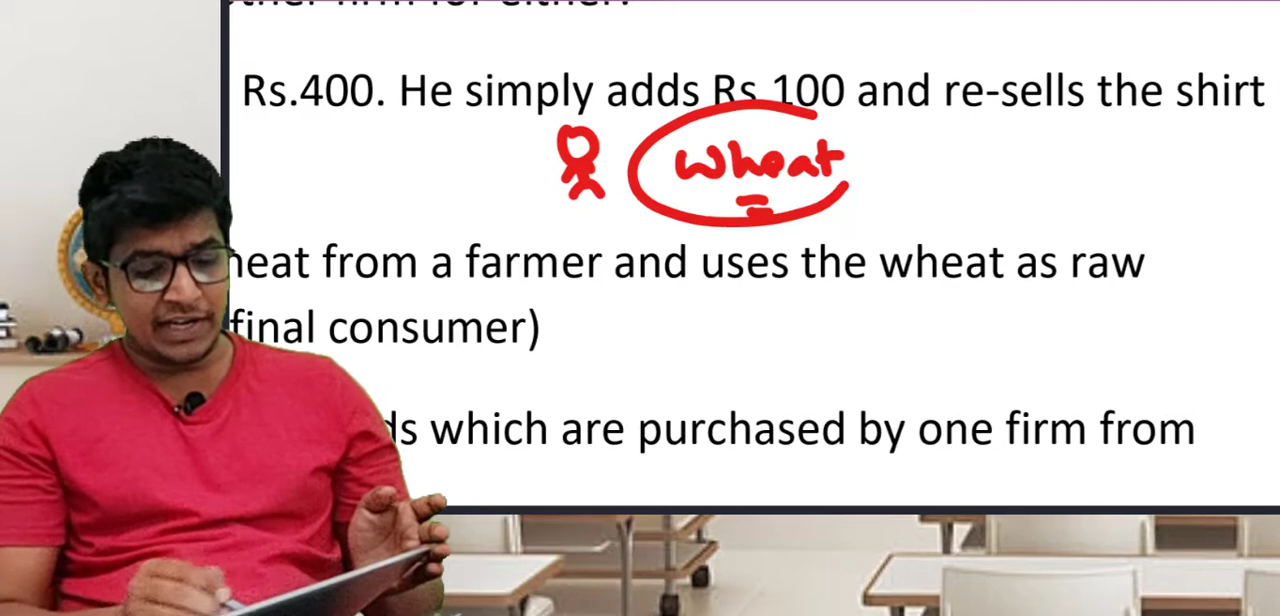 Rs.400. He simply adds Rs 100 and re-sells the shirt
wheat
heat from a farmer and uses the wheat as raw
final consumer)
ds which are purchased by one firm from